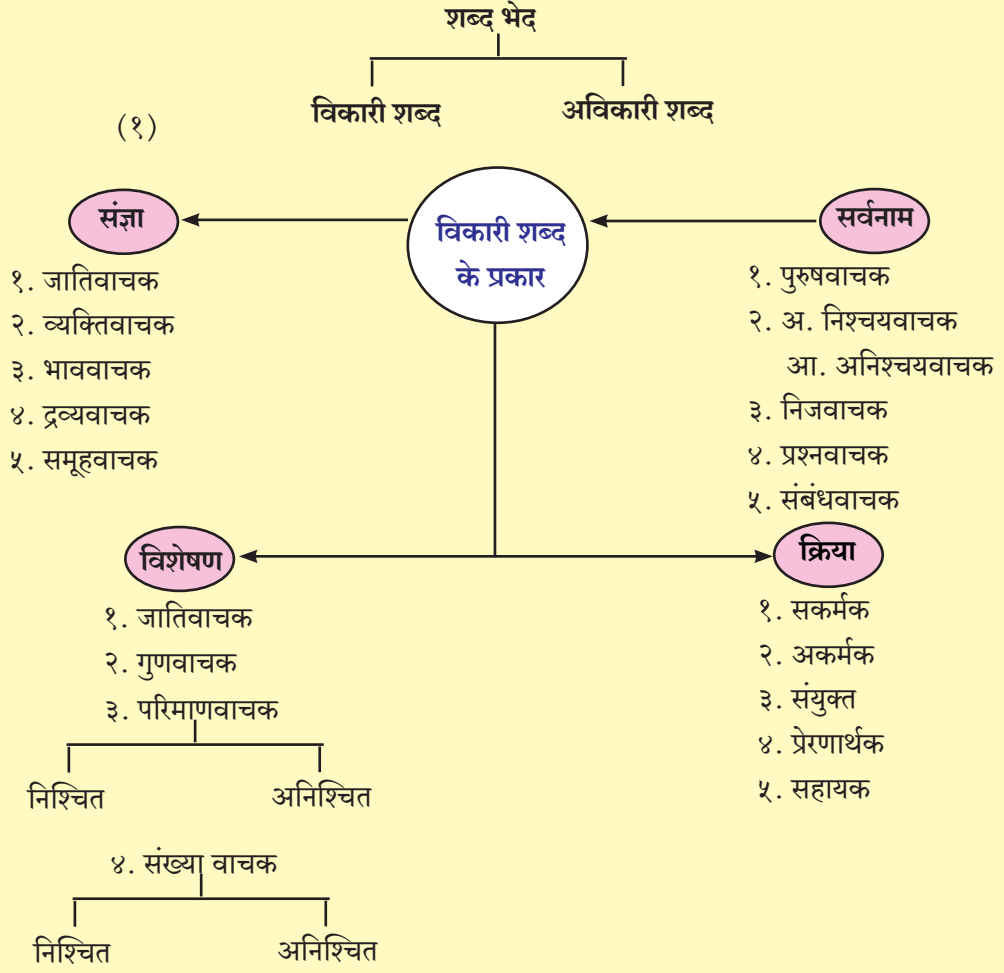 शब्द भेद
विकारी शब्द
अविकारी शब्द
(१)
विकारी शब्द
के प्रकार
संज्ञा
१. जातिवाचक
२. व्यक्तिवाचक
३. भाववाचक
४. द्रव्यवाचक
५. समूहवाचक
सर्वनाम
१. पुरुषवाचक
२. अ. निश्चयवाचक
आ. अनिश्चयवाचक
३. निजवाचक
४. प्रश्नवाचक
५. संबंधवाचक
विशेषण
१. जातिवाचक
२. गुणवाचक
३. परिमाणवाचक
निश्चित
अनिश्चित
४. संख्या वाचक
निश्चित
अनिश्चित
क्रिया
१. सकर्मक
२. अकर्मक
३. संयुक्त
४. प्रेरणार्थक
५. सहायक